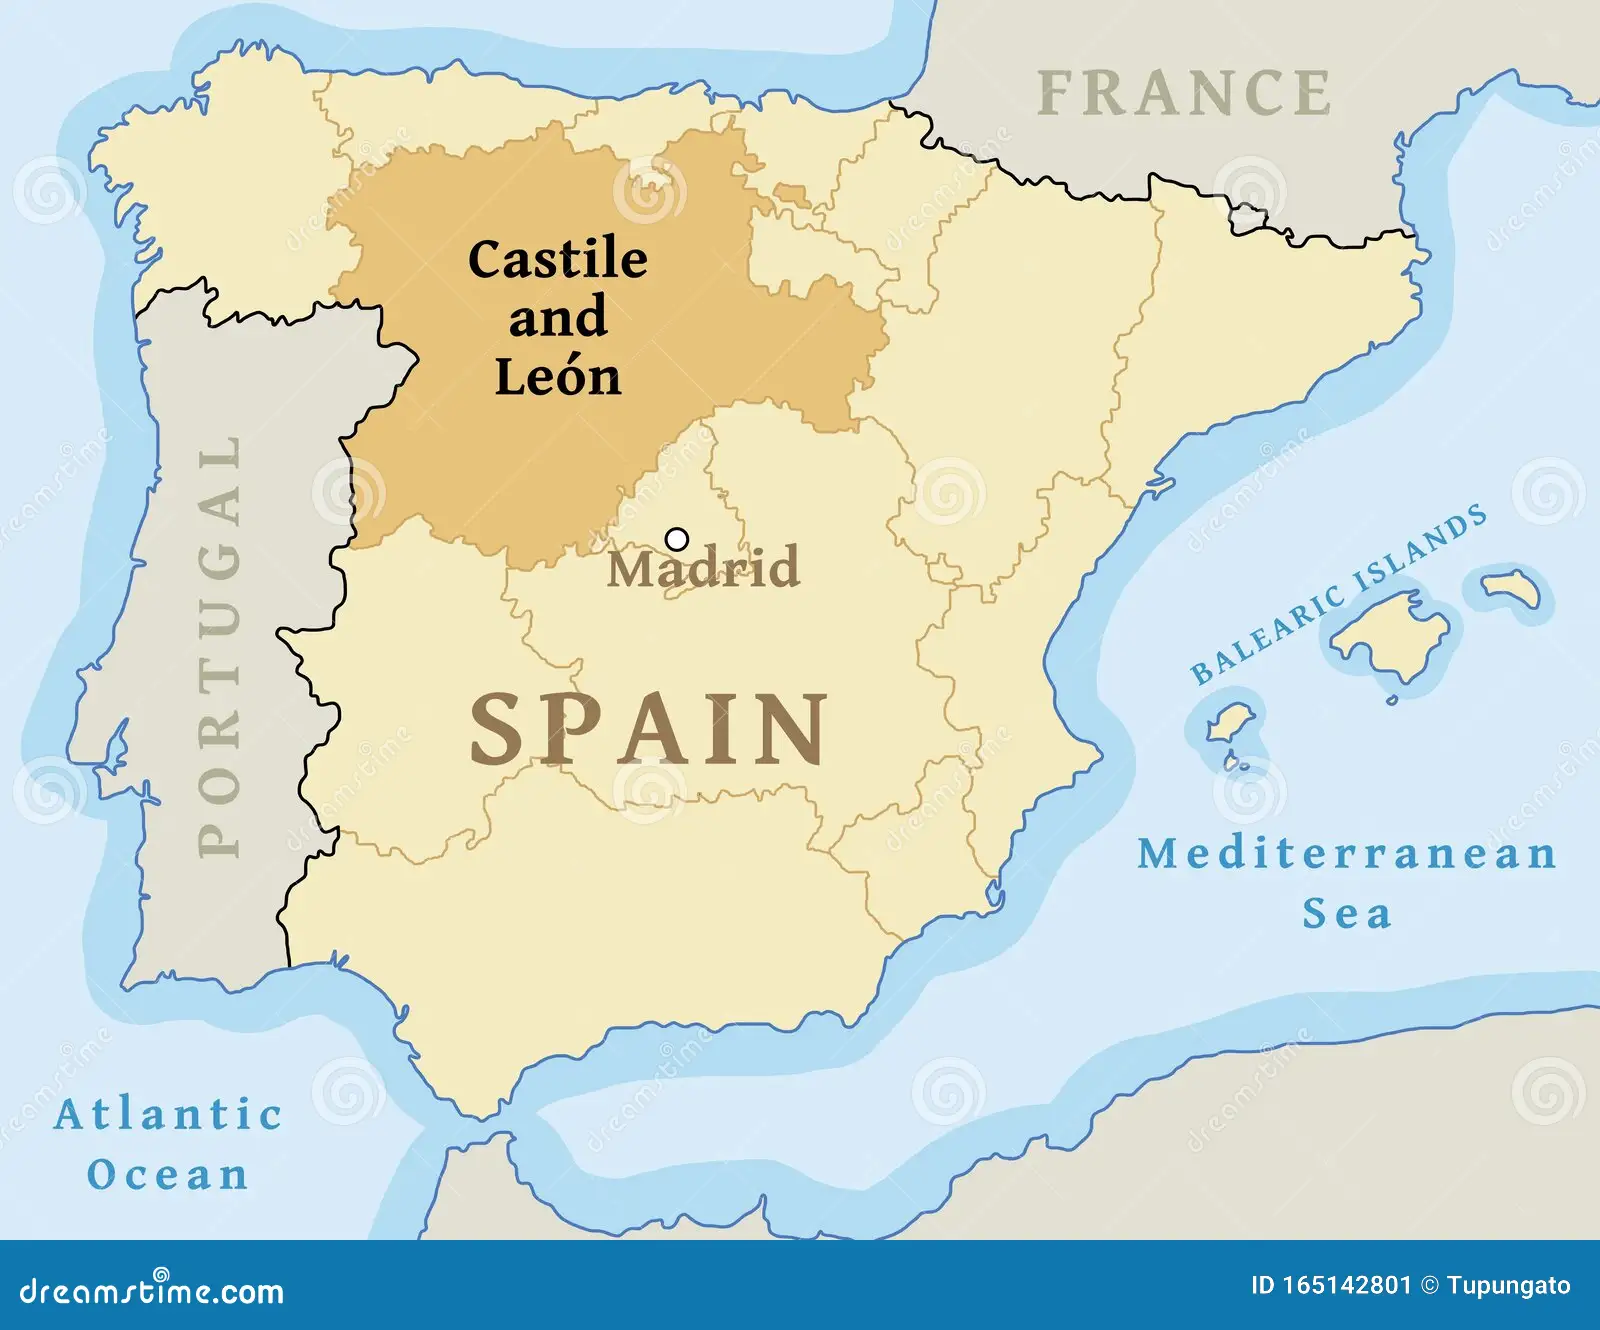 FRANCE
Castile
and
León
PORTUGAL
Madrid
BALEARIC ISLANDS
SPAIN
Mediterranean
Sea
Atlantic
Ocean
dreamstime.com
ID 165142801 © Tupungato